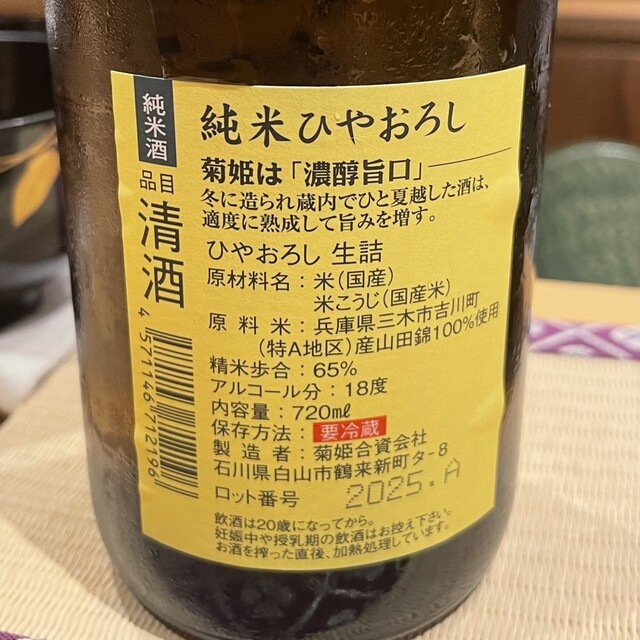 純米酒
品目
清酒
純米ひやおろし
菊姫は「濃醇旨口」
冬に造られ蔵内でひと夏越した酒は、
適度に熟成して旨みを増す。
ひやおろし 生詰
原材料名：米（国産）
米こうじ（国産米）
原料米：兵庫県三木市吉川町
（特A地区）産山田錦100%使用
精米歩合：65%
アルコール分：18度
内容量：720㎖
保存方法：要冷蔵
製造者：菊姫合資会社
石川県白山市鶴来新町タ-8
ロット番号 2025.A
飲酒は20歳になってから。
妊娠中や授乳期の飲酒はお控え下さい。
お酒を搾った直後、加熱処理しています。
4571146712196